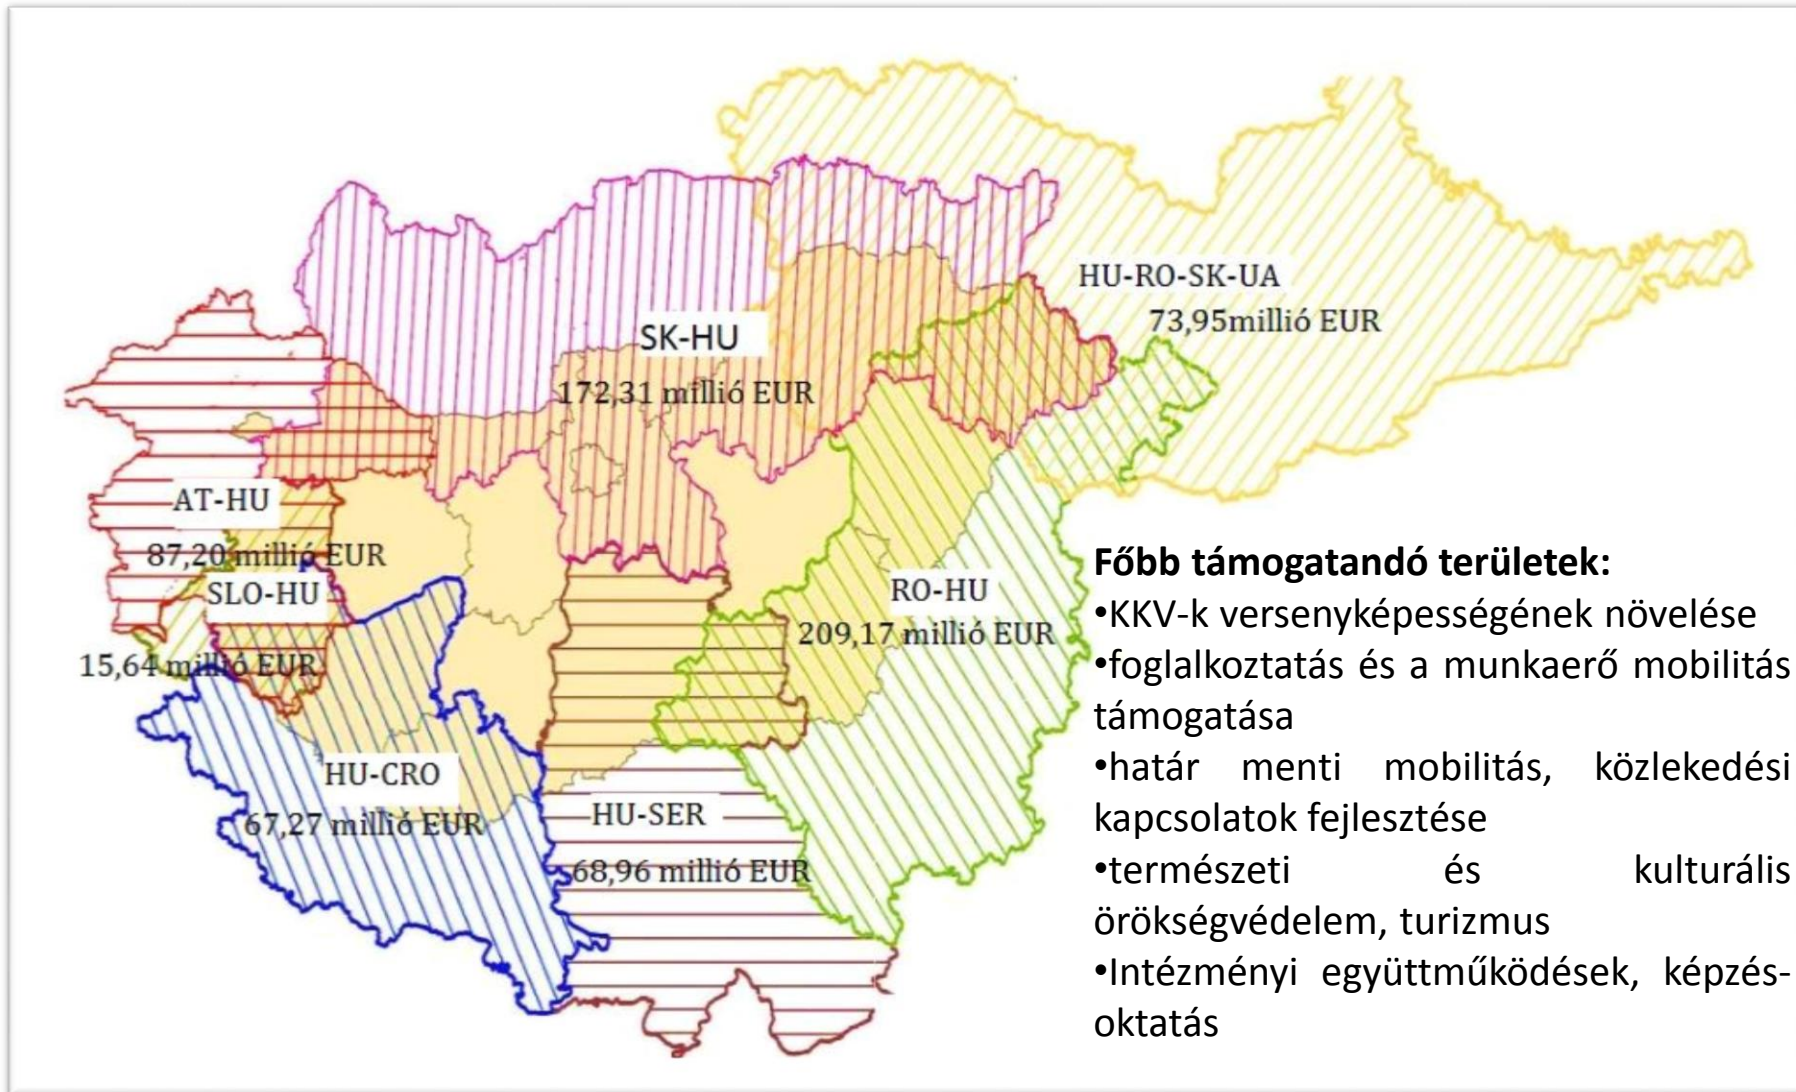 HU-RO-SK-UA
73,95millió EUR
SK-HU
172,31 millió EUR
AT-HU
87,20 millió EUR
SLO-HU
15,64 millió EUR
RO-HU
209,17 millió EUR
HU-CRO
67,27 millió EUR
HU-SER
68,96 millió EUR
Főbb támogatandó területek:
•KKV-k versenyképességének növelése
•foglalkoztatás és a munkaerő mobilitás
támogatása
•határ menti mobilitás, közlekedési
kapcsolatok fejlesztése
•természeti és kulturális
örökségvédelem, turizmus
•Intézményi együttműködések, képzés-
oktatás